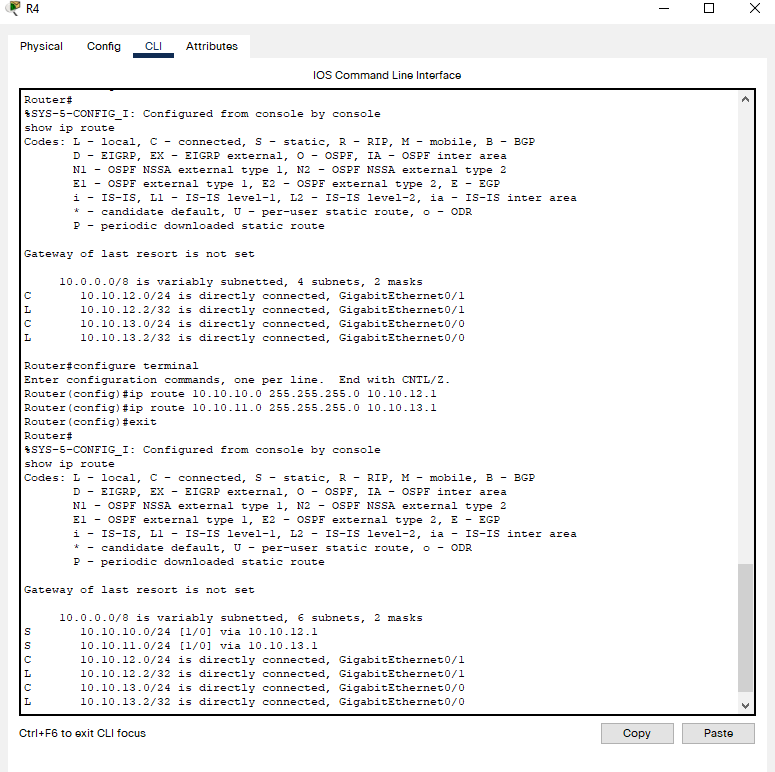 R4
Physical Config CLI Attributes
IOS Command Line Interface
Router#
%SYS-5-CONFIG_I: Configured from console by console
show ip route
Codes: L - local, C - connected, S - static, R - RIP, M - mobile, B - BGP
D - EIGRP, EX - EIGRP external, O - OSPF, IA - OSPF inter area
N1 - OSPF NSSA external type 1, N2 - OSPF NSSA external type 2
E1 - OSPF external type 1, E2 - OSPF external type 2, E - EGP
i - IS-IS, L1 - IS-IS level-1, L2 - IS-IS level-2, ia - IS-IS inter area
* - candidate default, U - per-user static route, o - ODR
P - periodic downloaded static route
Gateway of last resort is not set
10.0.0.0/8 is variably subnetted, 4 subnets, 2 masks
C 10.10.12.0/24 is directly connected, GigabitEthernet0/1
L 10.10.12.2/32 is directly connected, GigabitEthernet0/1
C 10.10.13.0/24 is directly connected, GigabitEthernet0/0
L 10.10.13.2/32 is directly connected, GigabitEthernet0/0
Router#configure terminal
Enter configuration commands, one per line. End with CNTL/Z.
Router(config)#ip route 10.10.10.0 255.255.255.0 10.10.12.1
Router(config)#ip route 10.10.11.0 255.255.255.0 10.10.13.1
Router(config)#exit
Router#
%SYS-5-CONFIG_I: Configured from console by console
show ip route
Codes: L - local, C - connected, S - static, R - RIP, M - mobile, B - BGP
D - EIGRP, EX - EIGRP external, O - OSPF, IA - OSPF inter area
N1 - OSPF NSSA external type 1, N2 - OSPF NSSA external type 2
E1 - OSPF external type 1, E2 - OSPF external type 2, E - EGP
i - IS-IS, L1 - IS-IS level-1, L2 - IS-IS level-2, ia - IS-IS inter area
* - candidate default, U - per-user static route, o - ODR
P - periodic downloaded static route
Gateway of last resort is not set
10.0.0.0/8 is variably subnetted, 6 subnets, 2 masks
S 10.10.10.0/24 [1/0] via 10.10.12.1
S 10.10.11.0/24 [1/0] via 10.10.13.1
C 10.10.12.0/24 is directly connected, GigabitEthernet0/1
L 10.10.12.2/32 is directly connected, GigabitEthernet0/1
C 10.10.13.0/24 is directly connected, GigabitEthernet0/0
L 10.10.13.2/32 is directly connected, GigabitEthernet0/0
Ctrl+F6 to exit CLI focus Copy Paste